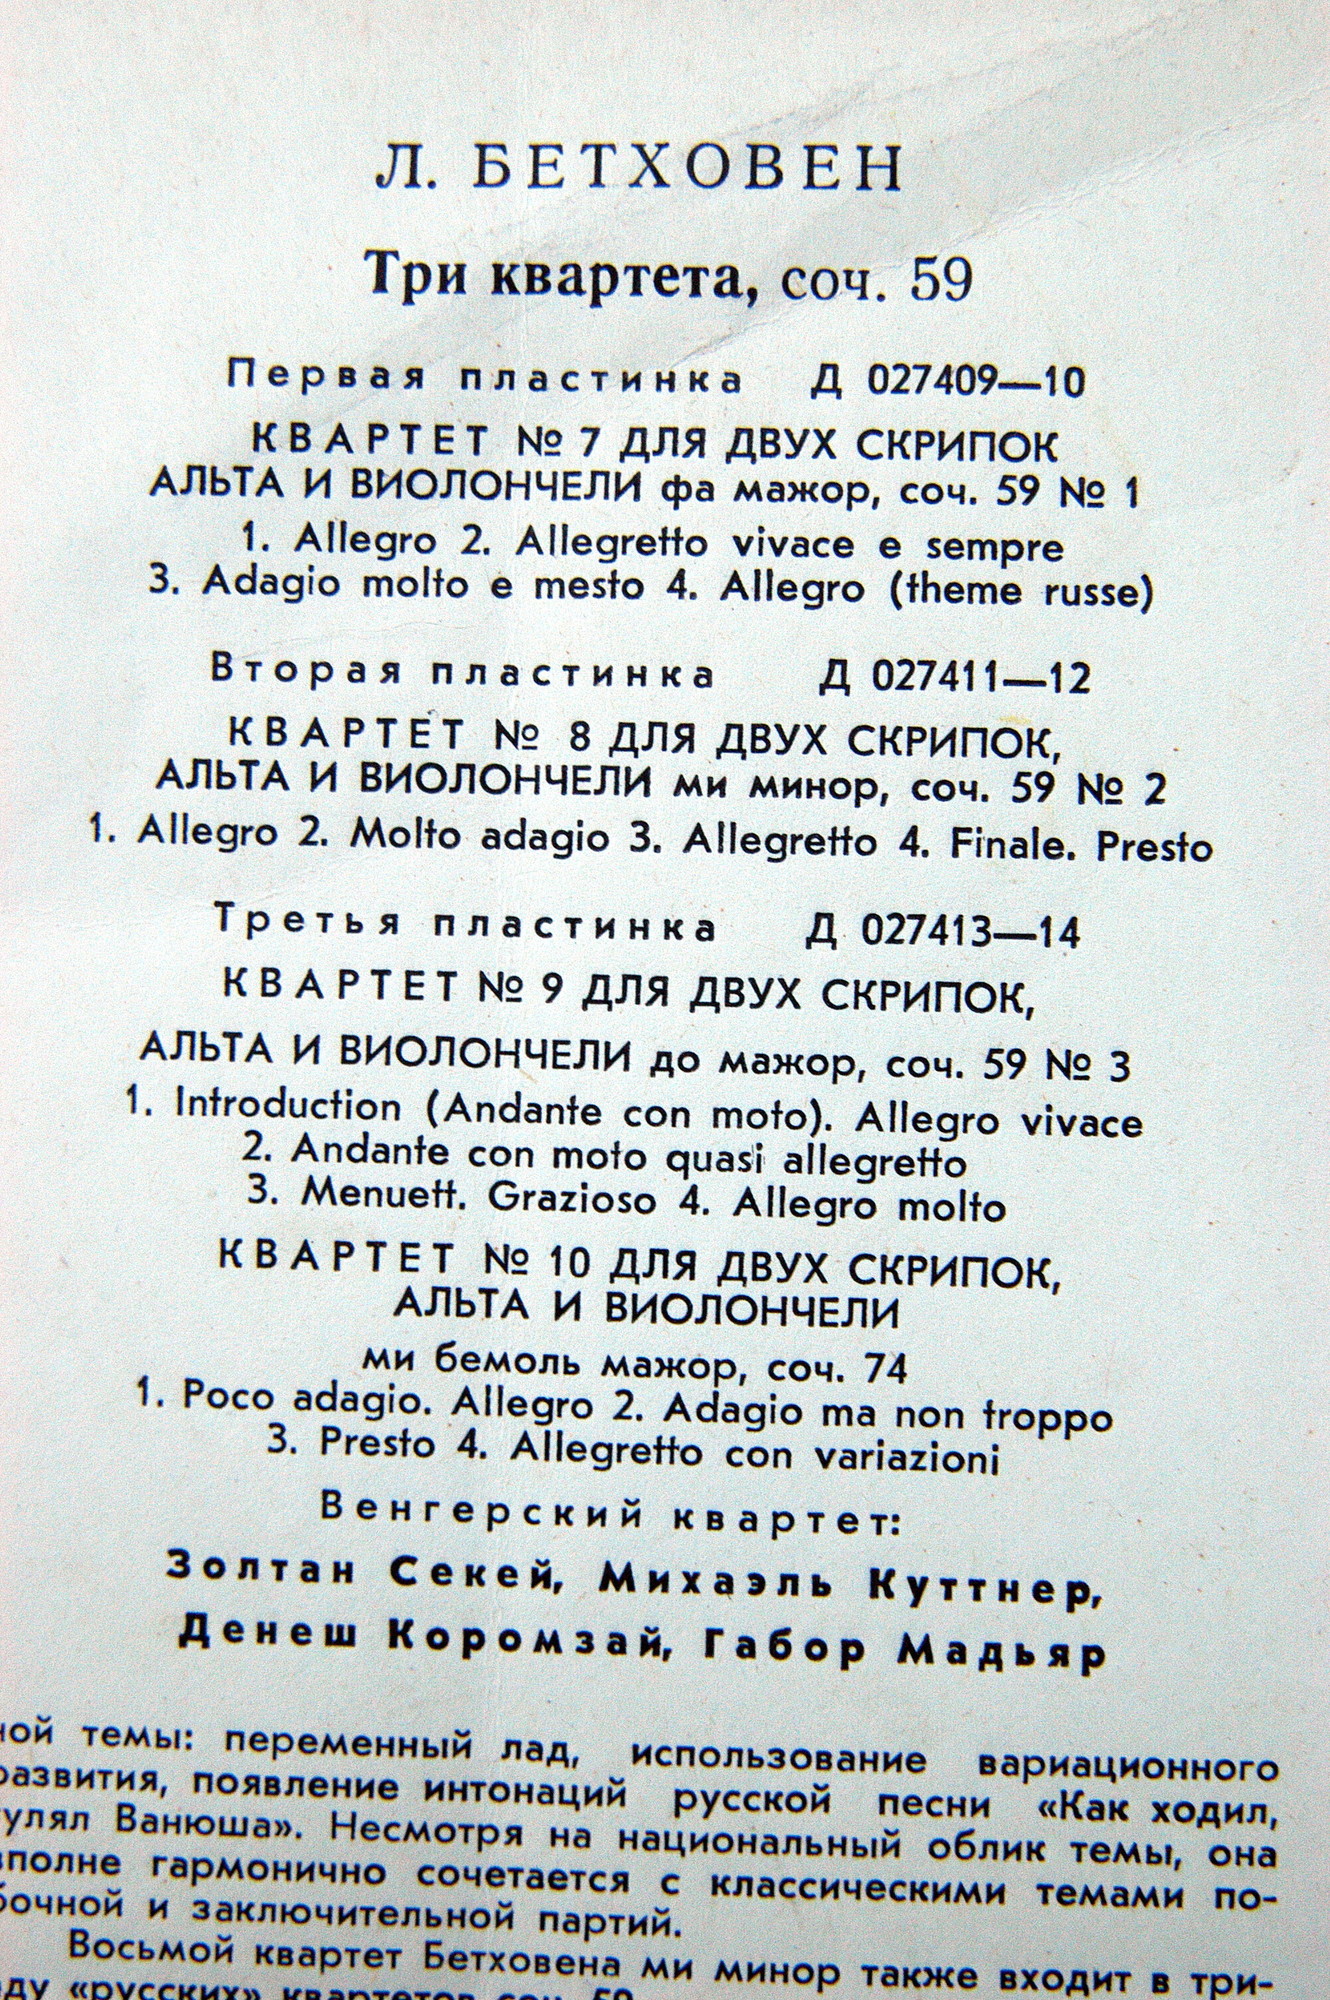 Л. БЕТХОВЕН
Три квартета, соч. 59
Первая пластинка Д 027409—10
КВАРТЕТ № 7 ДЛЯ ДВУХ СКРИПОК
АЛЬТА И ВИОЛОНЧЕЛИ фа мажор, соч. 59 № 1
1. Allegro 2. Allegretto vivace e sempre
3. Adagio molto e mesto 4. Allegro (theme russe)
Вторая пластинка Д 027411—12
КВАРТЕТ № 8 ДЛЯ ДВУХ СКРИПОК,
АЛЬТА И ВИОЛОНЧЕЛИ ми минор, соч. 59 № 2
1. Allegro 2. Molto adagio 3. Allegretto 4. Finale. Presto
Третья пластинка Д 027413—14
КВАРТЕТ № 9 ДЛЯ ДВУХ СКРИПОК,
АЛЬТА И ВИОЛОНЧЕЛИ до мажор, соч. 59 № 3
1. Introduction (Andante con moto). Allegro vivace
2. Andante con moto quasi allegretto
3. Menuett. Grazioso 4. Allegro molto
КВАРТЕТ № 10 ДЛЯ ДВУХ СКРИПОК,
АЛЬТА И ВИОЛОНЧЕЛИ
ми бемоль мажор, соч. 74
1. Poco adagio. Allegro 2. Adagio ma non troppo
3. Presto 4. Allegretto con variazioni
Венгерский квартет:
Золтан Секей, Михаэль Куттнер,
Денеш Коромзай, Габор Мадьяр
ной темы: переменный лад, использование вариационного
развития, появление интонаций русской песни «Как ходил,
гулял Ванюша». Несмотря на национальный облик темы, она
вполне гармонично сочетается с классическими темами по-
бочной и заключительной партий.
Восьмой квартет Бетховена ми минор также входит в три-
аду «русских» квартетов соч. 59